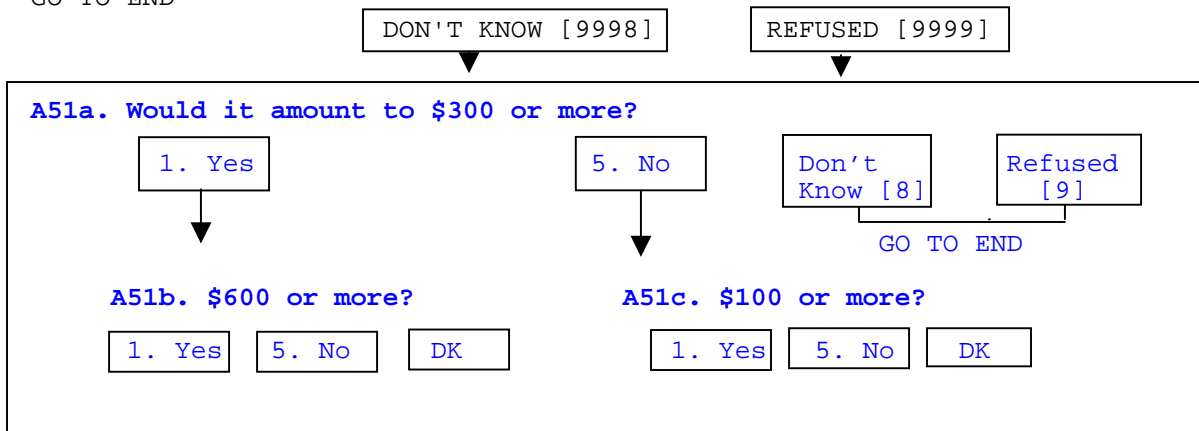 GO TO END
DON'T KNOW [9998] REFUSED [9999]
A51a. Would it amount to $300 or more?
1. Yes 5. No Don't Refused
Know [8] [9]
GO TO END
A51b. $600 or more? A51c. $100 or more?
1. Yes 5. No DK 1. Yes 5. No DK